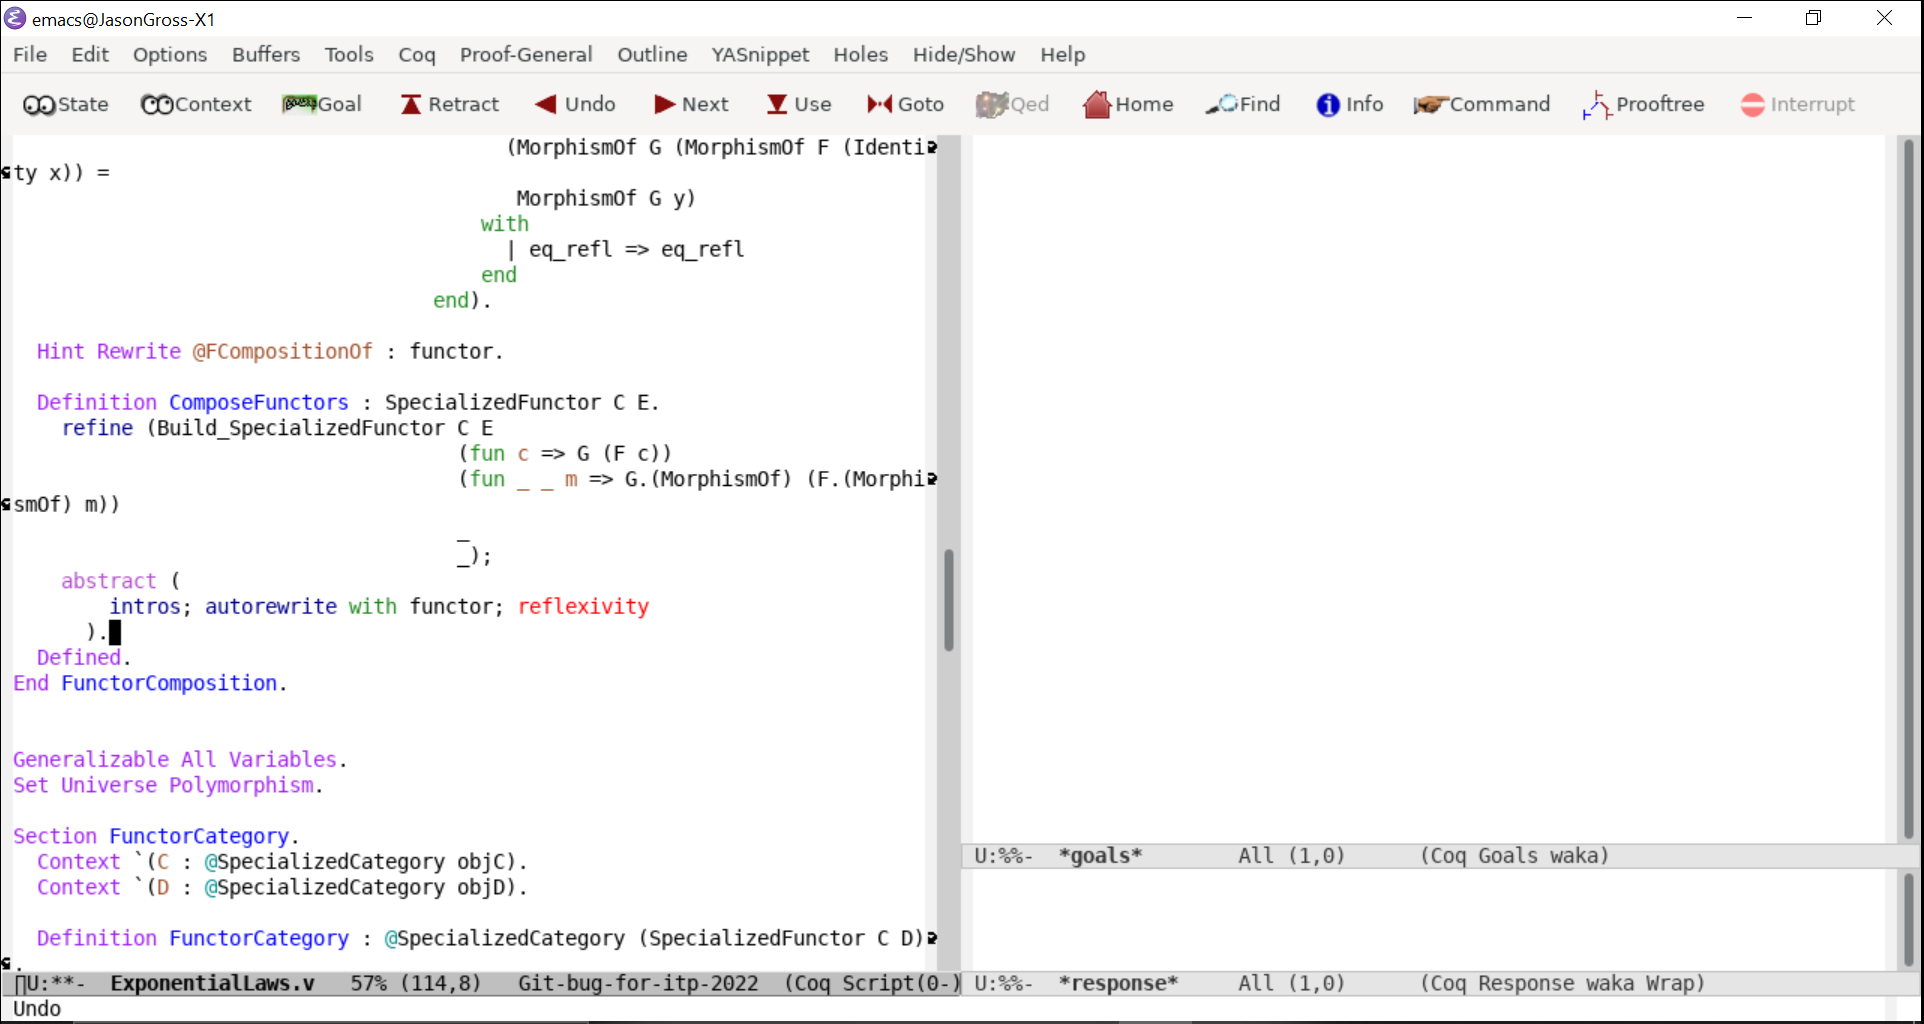 emacs@JasonGross-X1
File Edit Options Buffers Tools Coq Proof-General Outline YASnippet Holes Hide/Show Help
State Context Goal Retract Undo Next Use Goto Qed Home Find Info Command Prooftree Interrupt
(MorphismOf G (MorphismOf F (Identi
ty x)) =
MorphismOf G y)
with
| eq_refl => eq_refl
end
end).
Hint Rewrite @FCompositionOf : functor.
Definition ComposeFunctors : SpecializedFunctor C E.
refine (Build_SpecializedFunctor C E
(fun c => G (F c))
(fun _ _ m => G.(MorphismOf) (F.(Morphi
smOf) m))
_
_);
abstract (
intros; autorewrite with functor; reflexivity
).
Defined.
End FunctorComposition.
Generalizable All Variables.
Set Universe Polymorphism.
Section FunctorCategory.
Context `(C : @SpecializedCategory objC).
Context `(D : @SpecializedCategory objD).
Definition FunctorCategory : @SpecializedCategory (SpecializedFunctor C D)
.
U:**- ExponentialLaws.v 57% (114,8) Git-bug-for-itp-2022 (Coq Script(0-)
Undo
U:%%- *goals* All (1,0) (Coq Goals waka)
U:%%- *response* All (1,0) (Coq Response waka Wrap)